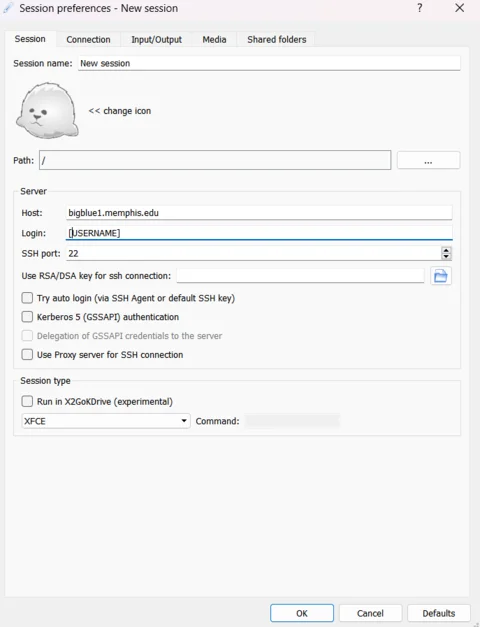 Session preferences - New session
? 
Session Connection Input/Output Media Shared folders
Session name: New session
<< change icon
Path: / ...
Server
Host: bigblue1.memphis.edu
Login: [USERNAME]
SSH port: 22
Use RSA/DSA key for ssh connection:
Try auto login (via SSH Agent or default SSH key)
Kerberos 5 (GSSAPI) authentication
Delegation of GSSAPI credentials to the server
Use Proxy server for SSH connection
Session type
Run in X2GoKDrive (experimental)
XFCE Command:
OK Cancel Defaults